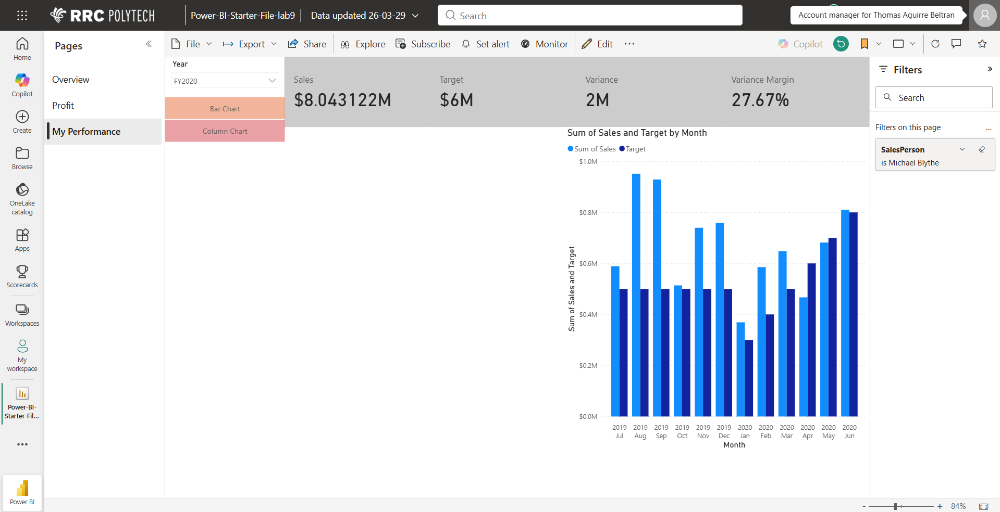 RRC POLYTECH
Power-BI-Starter-File-lab9
Data updated 26-03-29
Search
Account manager for Thomas Aguirre Beltran
Home
Copilot
Create
Browse
OneLake
catalog
Apps
Scorecards
Workspaces
My
workspace
Power-BI-
Starter-Fil...
Power BI
Pages
Overview
Profit
My Performance
File
Export
Share
Explore
Subscribe
Set alert
Monitor
Edit
Copilot
Year
FY2020
Bar Chart
Column Chart
Sales
$8.043122M
Target
$6M
Variance
2M
Variance Margin
27.67%
Sum of Sales and Target by Month
Sum of Sales Target
Sum of Sales and Target
$1.0M
$0.8M
$0.6M
$0.4M
$0.2M
$0.0M
2019 2019 2019 2019 2019 2019 2020 2020 2020 2020 2020 2020
Jul Aug Sep Oct Nov Dec Jan Feb Mar Apr May Jun
Month
Filters
Search
Filters on this page
...
SalesPerson
is Michael Blythe
- + 84%